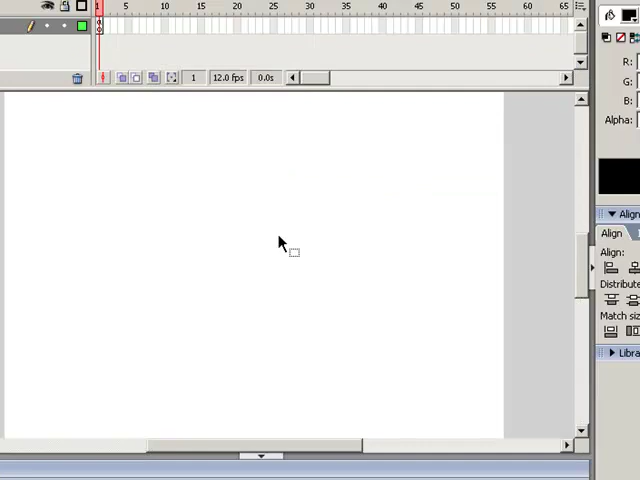 1 5 10 15 20 25 30 35 40 45 50 55 60 65
1 12.0 fps 0.0s
R:
G:
B:
Alpha:
Align
Align
Align:
Distribute
Match siz
Libra